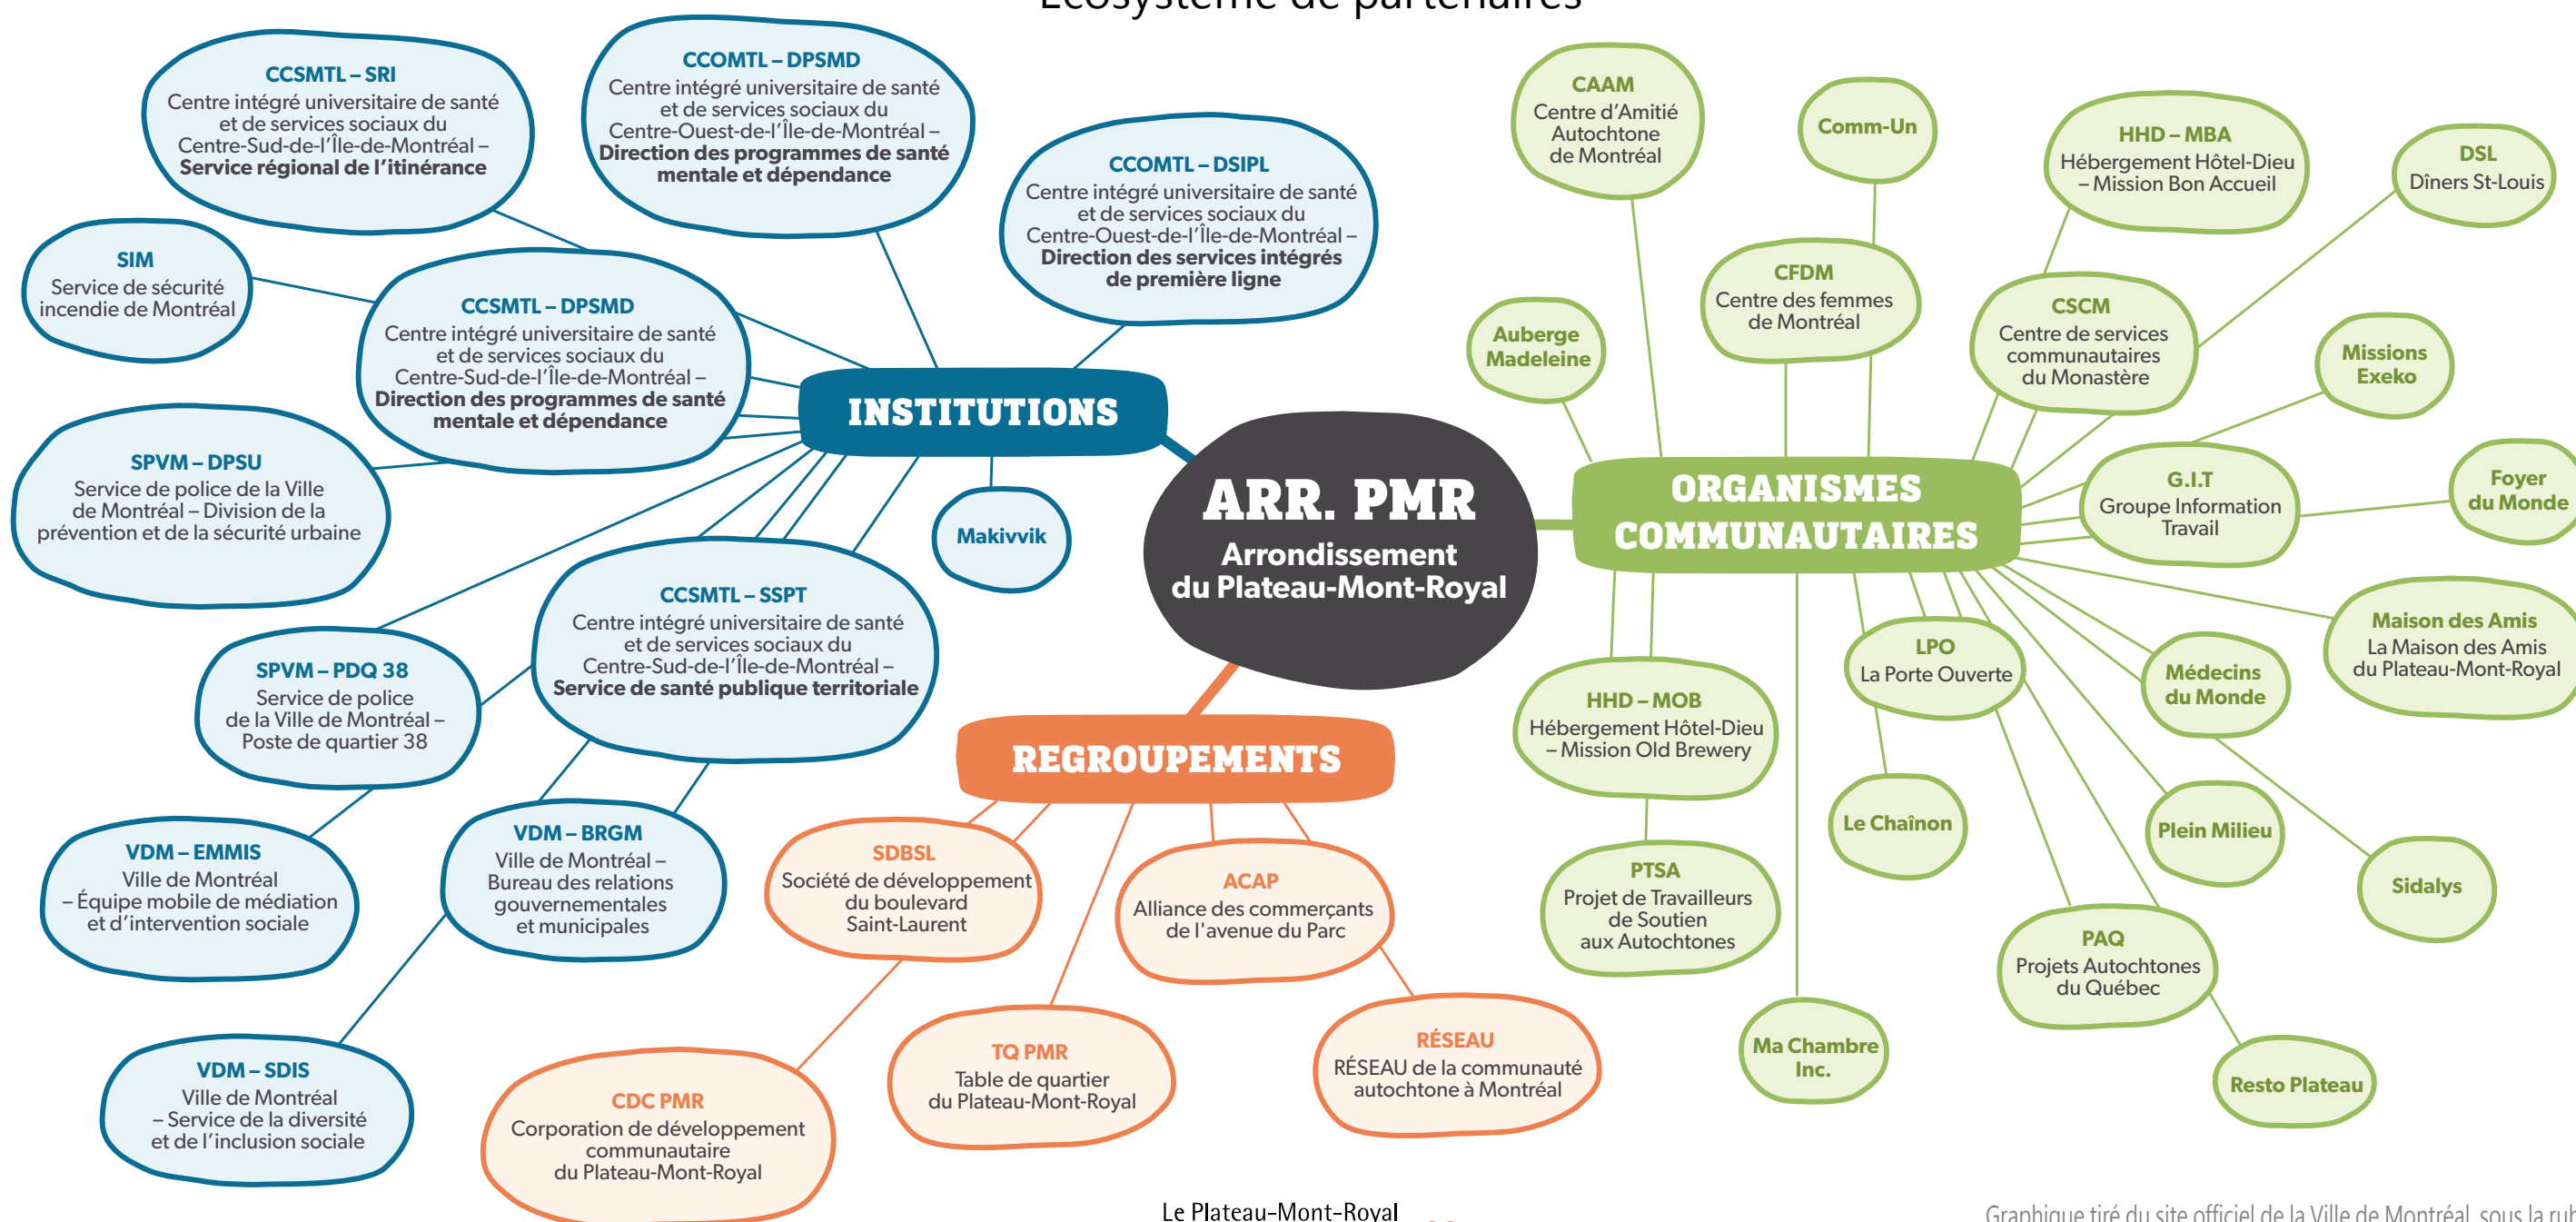 Écosystème de partenaires
CCSMTL – SRI
Centre intégré universitaire de santé
et de services sociaux du
Centre-Sud-de-l'Île-de-Montréal –
Service régional de l'itinérance
CCOMTL – DPSMD
Centre intégré universitaire de santé
et de services sociaux du
Centre-Ouest-de-l'Île-de-Montréal –
Direction des programmes de santé
mentale et dépendance
CCOMTL – DSIPL
Centre intégré universitaire de santé
et de services sociaux du
Centre-Ouest-de-l'Île-de-Montréal –
Direction des services intégrés
de première ligne
SIM
Service de sécurité
incendie de Montréal
CCSMTL – DPSMD
Centre intégré universitaire de santé
et de services sociaux du
Centre-Sud-de-l'Île-de-Montréal –
Direction des programmes de santé
mentale et dépendance
INSTITUTIONS
SPVM – DPSU
Service de police de la Ville
de Montréal – Division de la
prévention et de la sécurité urbaine
Makivvik
CCSMTL – SSPT
Centre intégré universitaire de santé
et de services sociaux du
Centre-Sud-de-l'Île-de-Montréal –
Service de santé publique territoriale
SPVM – PDQ 38
Service de police
de la Ville de Montréal –
Poste de quartier 38
VDM – EMMIS
Ville de Montréal
– Équipe mobile de médiation
et d'intervention sociale
VDM – BRGM
Ville de Montréal –
Bureau des relations
gouvernementales
et municipales
VDM – SDIS
Ville de Montréal
– Service de la diversité
et de l'inclusion sociale
ARR. PMR
Arrondissement
du Plateau-Mont-Royal
REGROUPEMENTS
SDBSL
Société de développement
du boulevard
Saint-Laurent
ACAP
Alliance des commerçants
de l'avenue du Parc
CDC PMR
Corporation de développement
communautaire
du Plateau-Mont-Royal
TQ PMR
Table de quartier
du Plateau-Mont-Royal
RÉSEAU
RÉSEAU de la communauté
autochtone à Montréal
CAAM
Centre d'Amitié
Autochtone
de Montréal
Comm-Un
HHD – MBA
Hébergement Hôtel-Dieu
– Mission Bon Accueil
DSL
Dîners St-Louis
Auberge
Madeleine
CFDM
Centre des femmes
de Montréal
CSCM
Centre de services
communautaires
du Monastère
Missions
Exeko
ORGANISMES
COMMUNAUTAIRES
G.I.T
Groupe Information
Travail
Foyer
du Monde
Maison des Amis
La Maison des Amis
du Plateau-Mont-Royal
LPO
La Porte Ouverte
Médecins
du Monde
HHD – MOB
Hébergement Hôtel-Dieu
– Mission Old Brewery
Le Chaînon
Plein Milieu
Sidalys
PTSA
Projet de Travailleurs
de Soutien
aux Autochtones
PAQ
Projets Autochtones
du Québec
Ma Chambre
Inc.
Resto Plateau
Le Plateau-Mont-Royal
Graphique tiré du site officiel de la Ville de Montréal, sous la